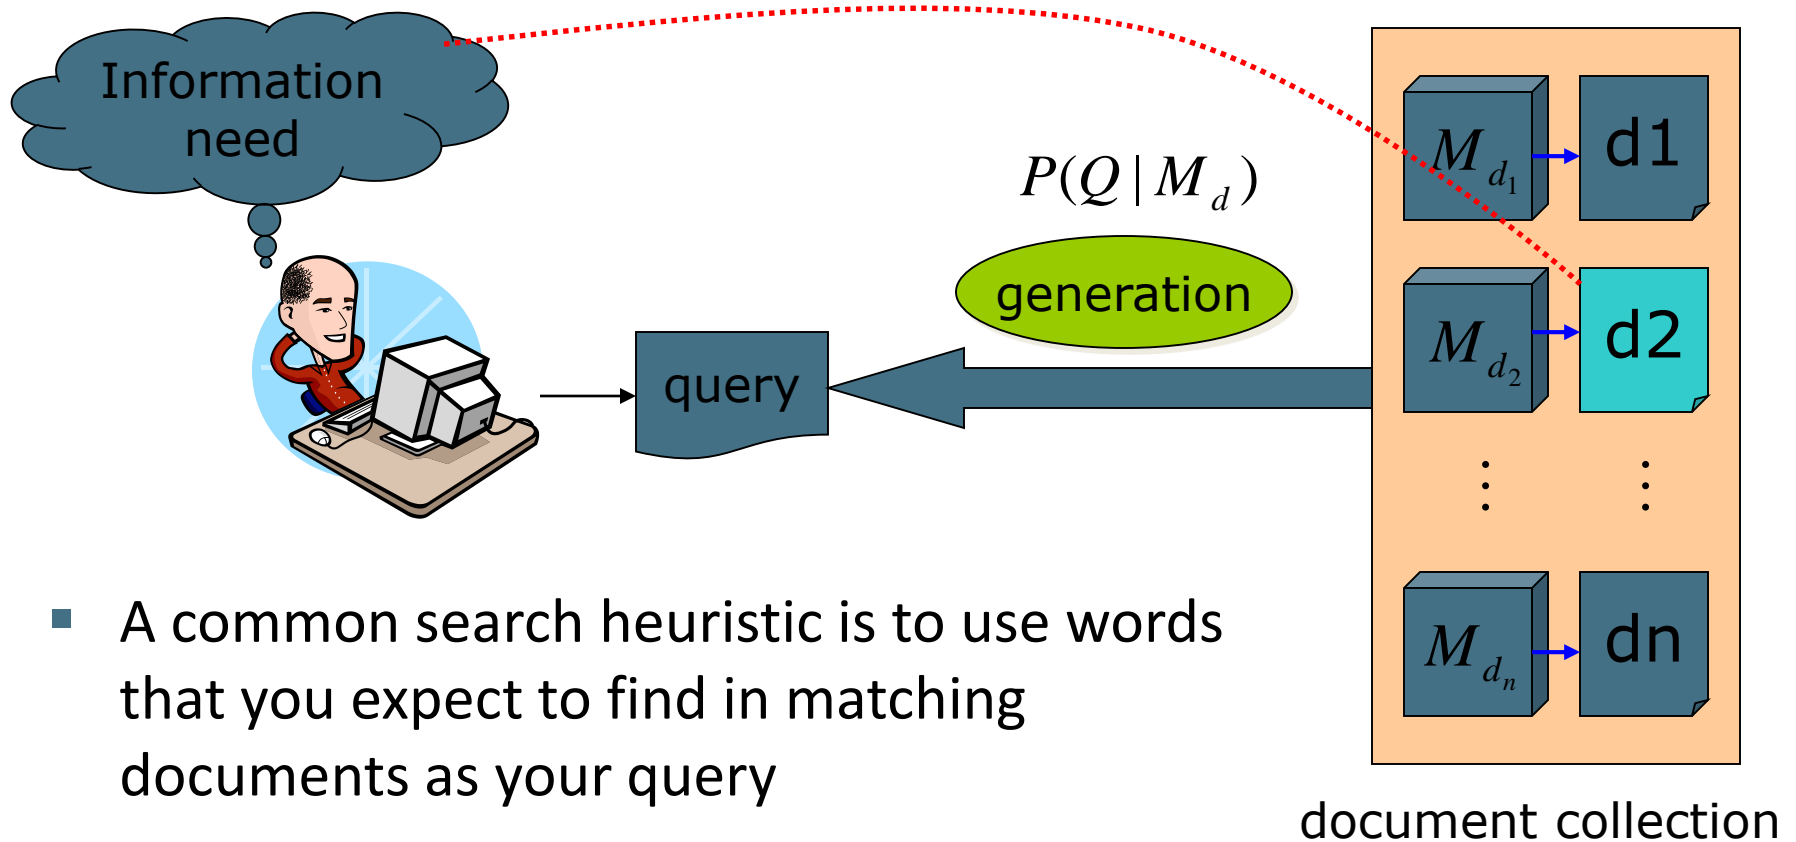 Information
need
P(Q | M_d)
generation
query
M_d1
d1
M_d2
d2
⋮ ⋮
M_dn
dn
▪ A common search heuristic is to use words
that you expect to find in matching
documents as your query
document collection